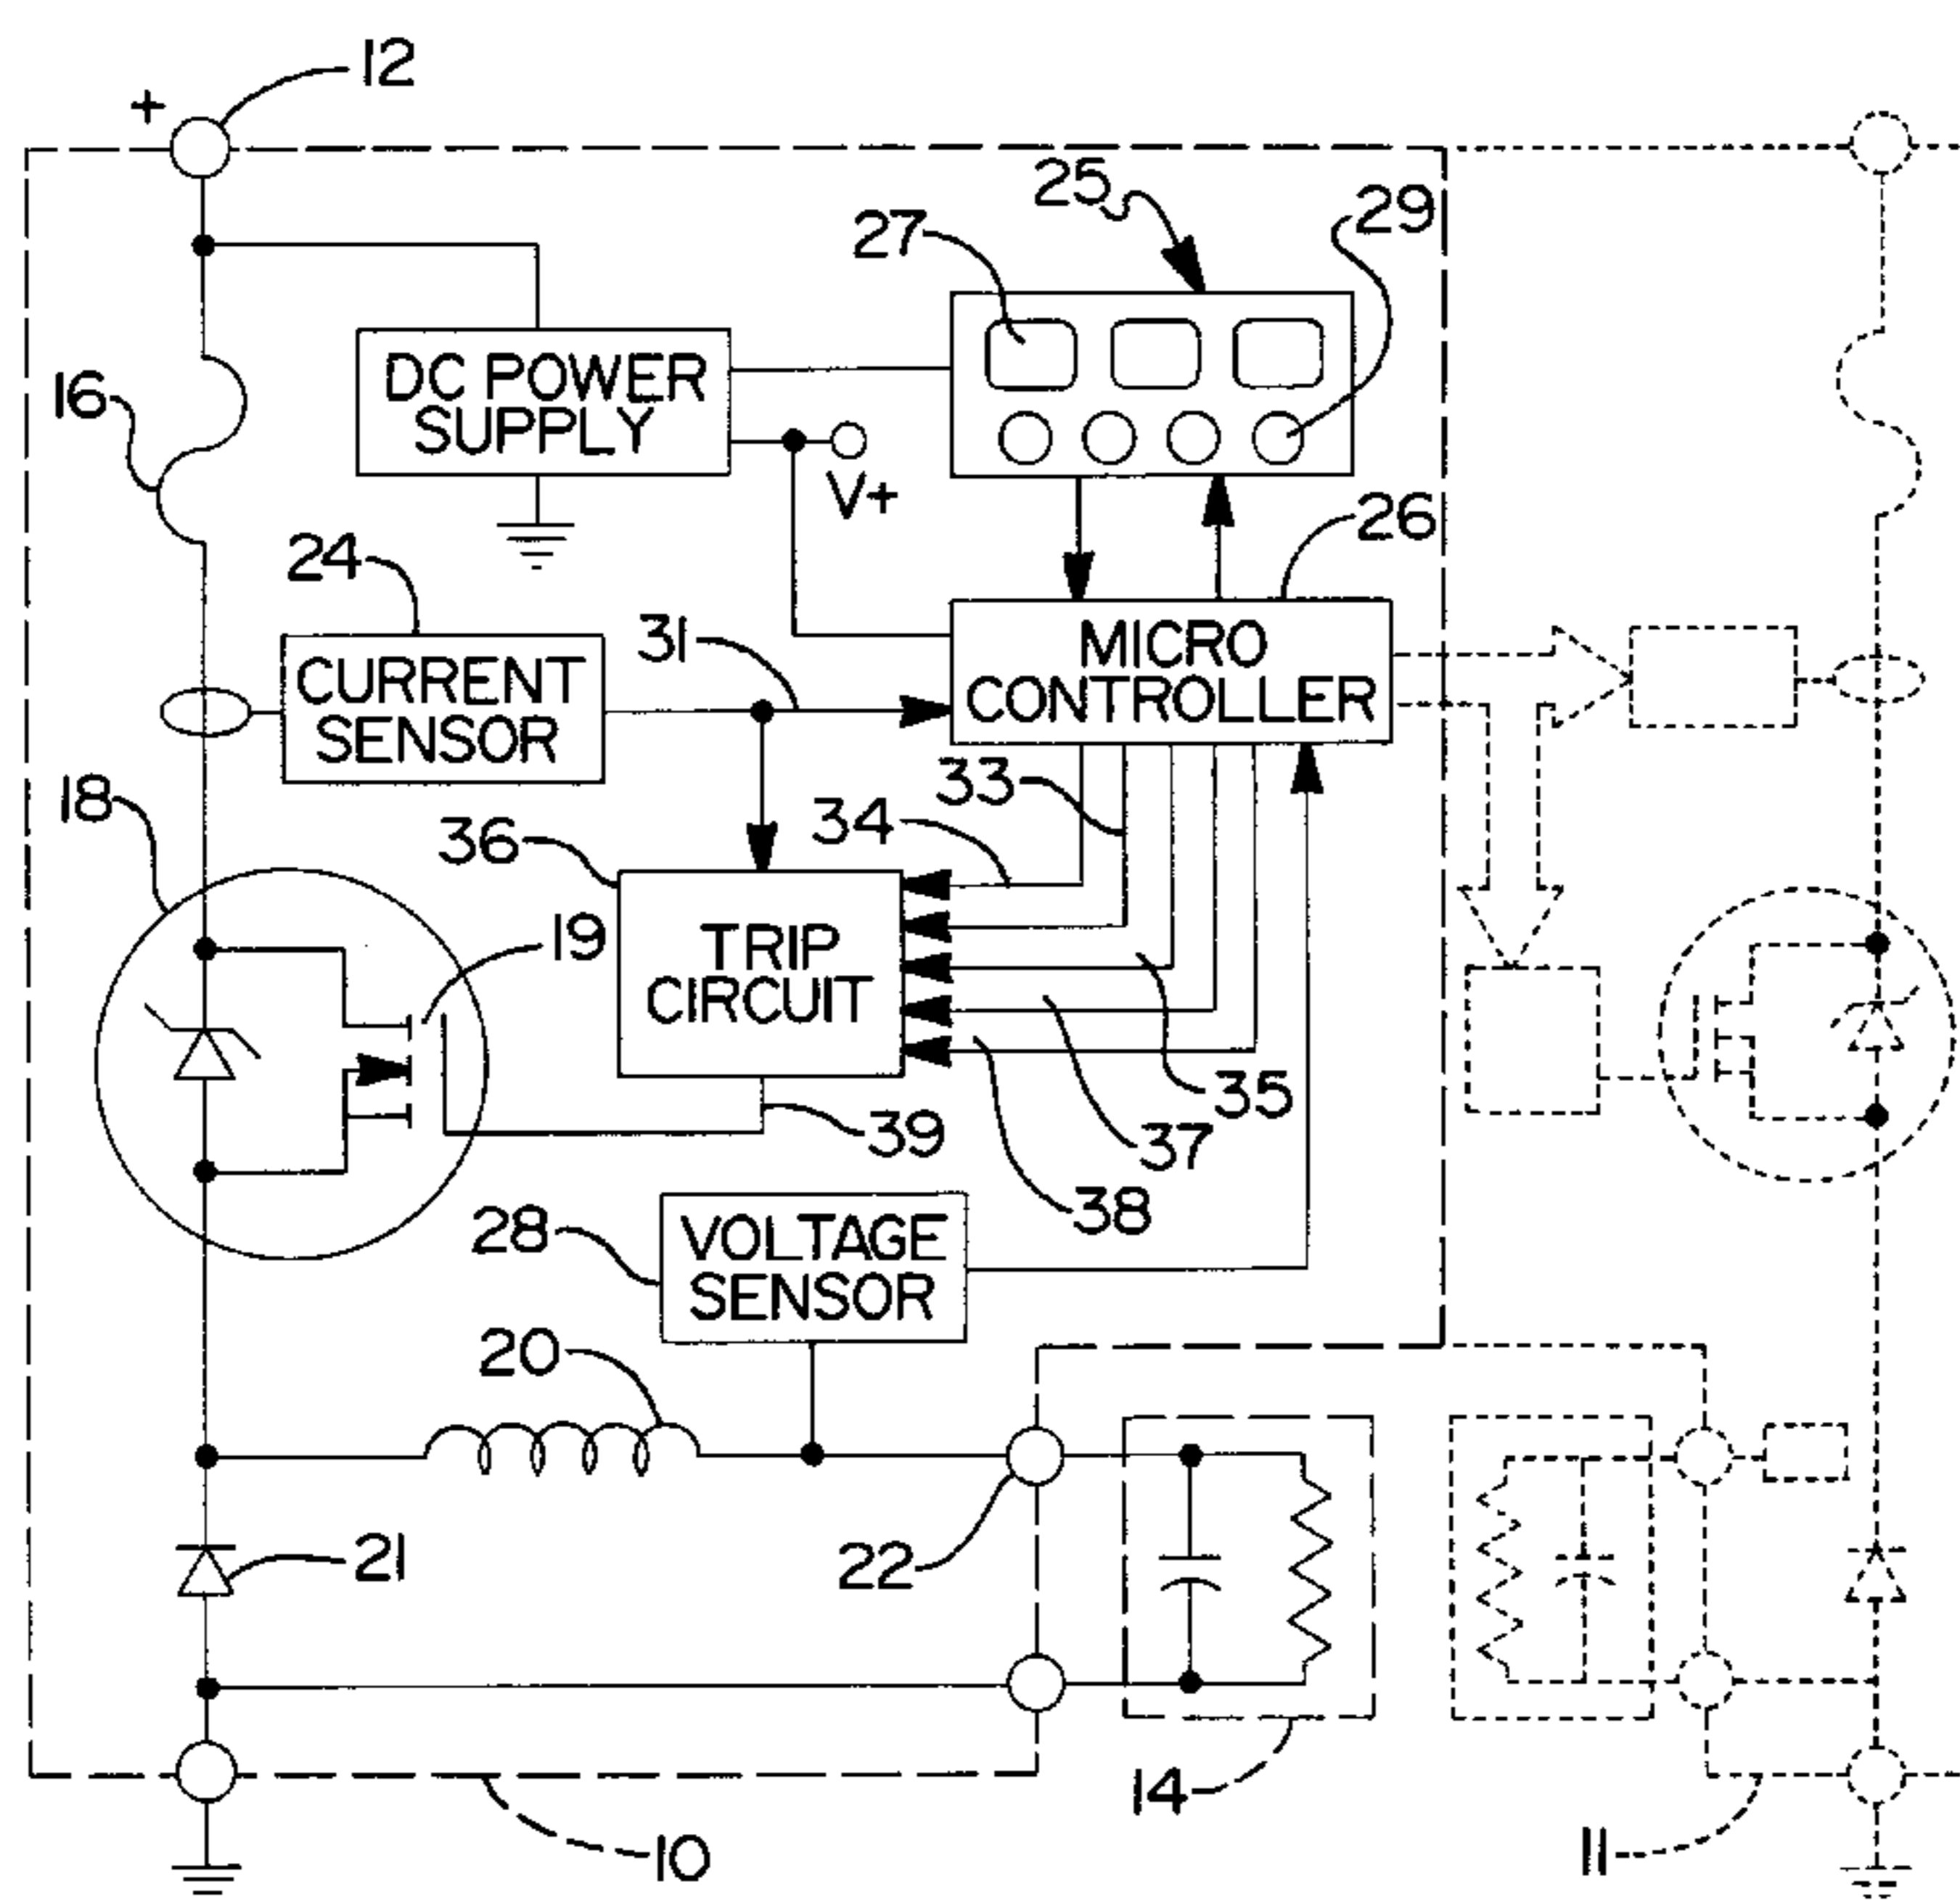 12
+
25
29
27
DC POWER
SUPPLY
16
V+
26
24
31
MICRO
CONTROLLER
CURRENT
SENSOR
33
18
34
36
19
TRIP
CIRCUIT
35
39
37
38
28
VOLTAGE
SENSOR
20
21
22
14
10
11